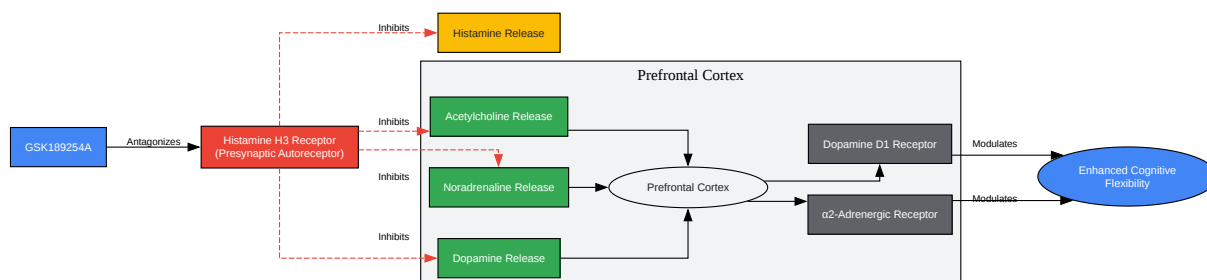 Inhibits
Histamine Release
Prefrontal Cortex
Inhibits
Acetylcholine Release
GSK189254A
Antagonizes
Histamine H3 Receptor
(Presynaptic Autoreceptor)
Dopamine D1 Receptor
Modulates
Inhibits
Noradrenaline Release
Prefrontal Cortex
Enhanced Cognitive
Flexibility
α2-Adrenergic Receptor
Modulates
Inhibits
Dopamine Release